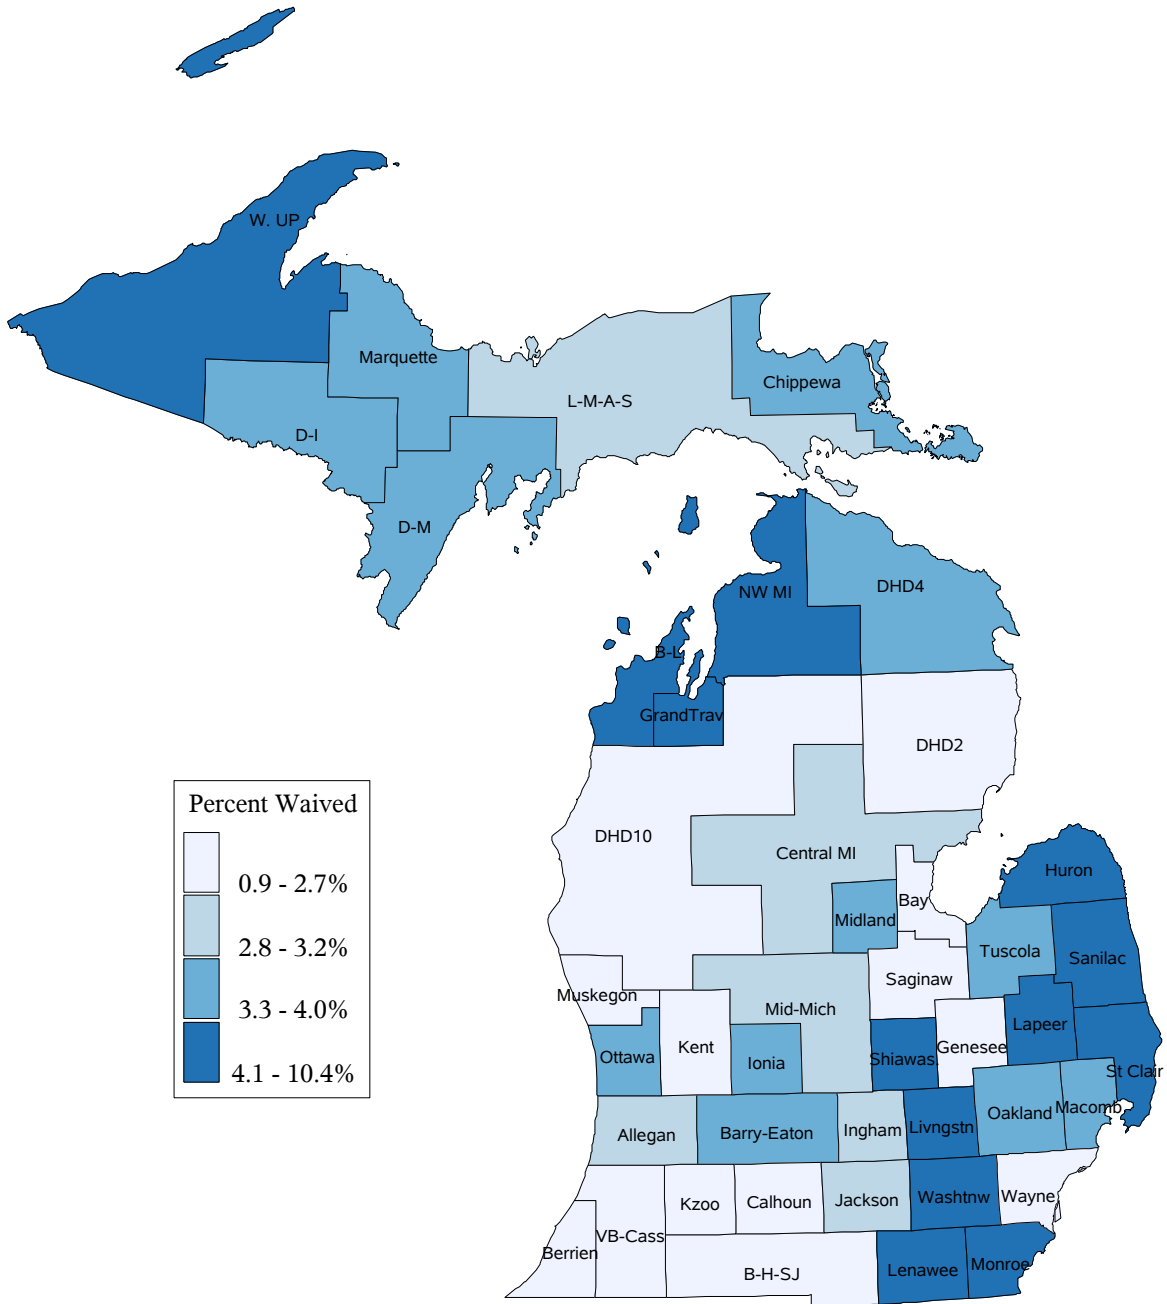 W. UP
Marquette
Chippewa
L-M-A-S
D-I
D-M
NW MI
DHD4
B-L
GrandTrav
DHD2
Percent Waived
0.9 - 2.7%
2.8 - 3.2%
3.3 - 4.0%
4.1 - 10.4%
DHD10
Central MI
Huron
Bay
Midland
Tuscola
Sanilac
Saginaw
Muskegon
Mid-Mich
Lapeer
Kent
Genesee
Ottawa
Ionia
Shiawas.
St Clair
Macomb
Oakland
Livngstn
Allegan
Barry-Eaton
Ingham
Kzoo
Calhoun
Jackson
Washtnw
Wayne
VB-Cass
Berrien
B-H-SJ
Lenawee
Monroe